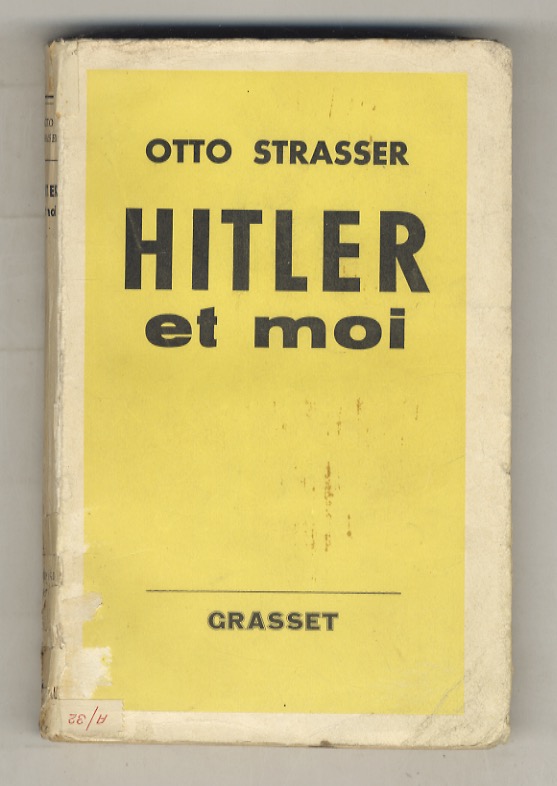 OTTO STRASSER
HITLER
et moi
GRASSET
A/32